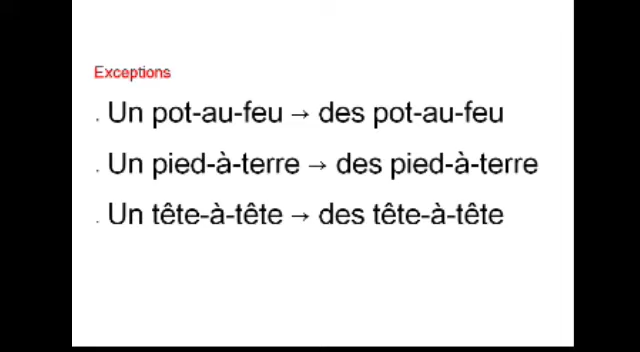 Exceptions
. Un pot-au-feu → des pot-au-feu
. Un pied-à-terre → des pied-à-terre
. Un tête-à-tête → des tête-à-tête